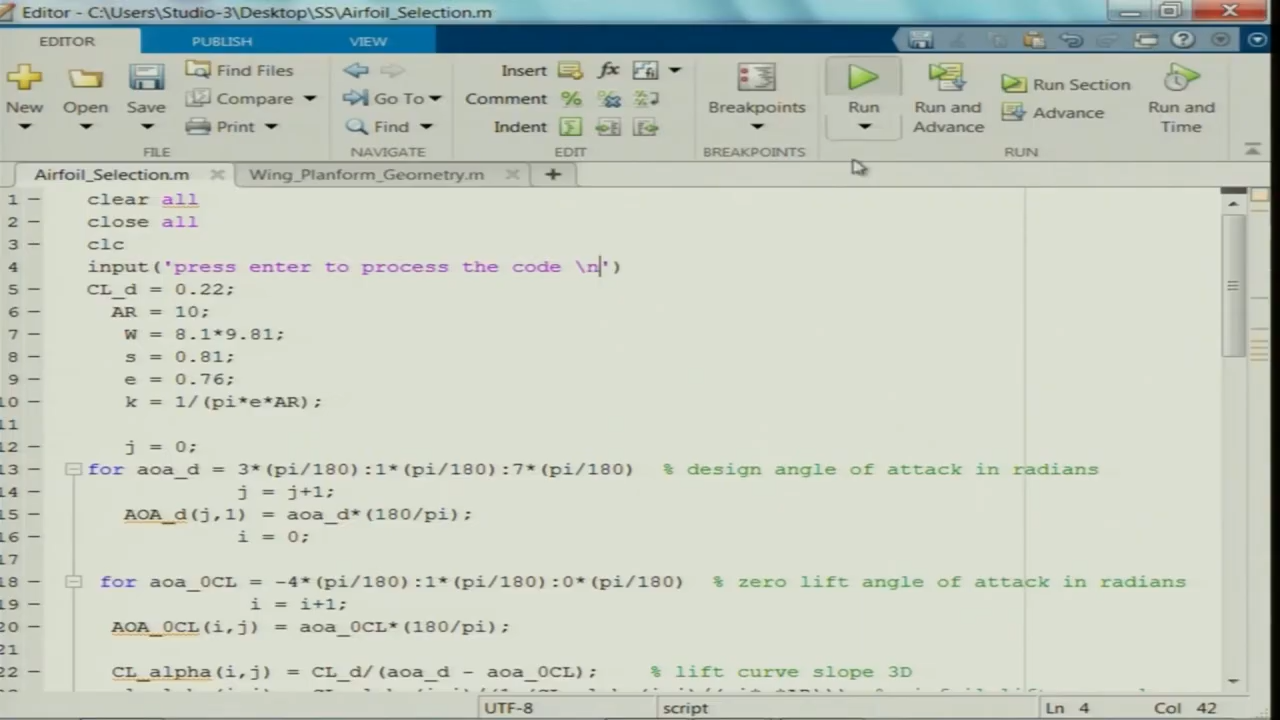 Editor - C:\Users\Studio-3\Desktop\SS\Airfoil_Selection.m
EDITOR PUBLISH VIEW
New Open Save Find Files Compare Print Go To Find Insert fx Comment Indent Breakpoints Run Run and Advance Run Section Advance Run and Time
FILE NAVIGATE EDIT BREAKPOINTS RUN
Airfoil_Selection.m Wing_Planform_Geometry.m
1 clear all
2 close all
3 clc
4 input('press enter to process the code \n')
5 CL_d = 0.22;
6 AR = 10;
7 W = 8.1*9.81;
8 s = 0.81;
9 e = 0.76;
10 k = 1/(pi*e*AR);
11
12 j = 0;
13 for aoa_d = 3*(pi/180):1*(pi/180):7*(pi/180) % design angle of attack in radians
14 j = j+1;
15 AOA_d(j,1) = aoa_d*(180/pi);
16 i = 0;
17
18 for aoa_0CL = -4*(pi/180):1*(pi/180):0*(pi/180) % zero lift angle of attack in radians
19 i = i+1;
20 AOA_0CL(i,j) = aoa_0CL*(180/pi);
21
22 CL_alpha(i,j) = CL_d/(aoa_d - aoa_0CL); % lift curve slope 3D
UTF-8 script Ln 4 Col 42